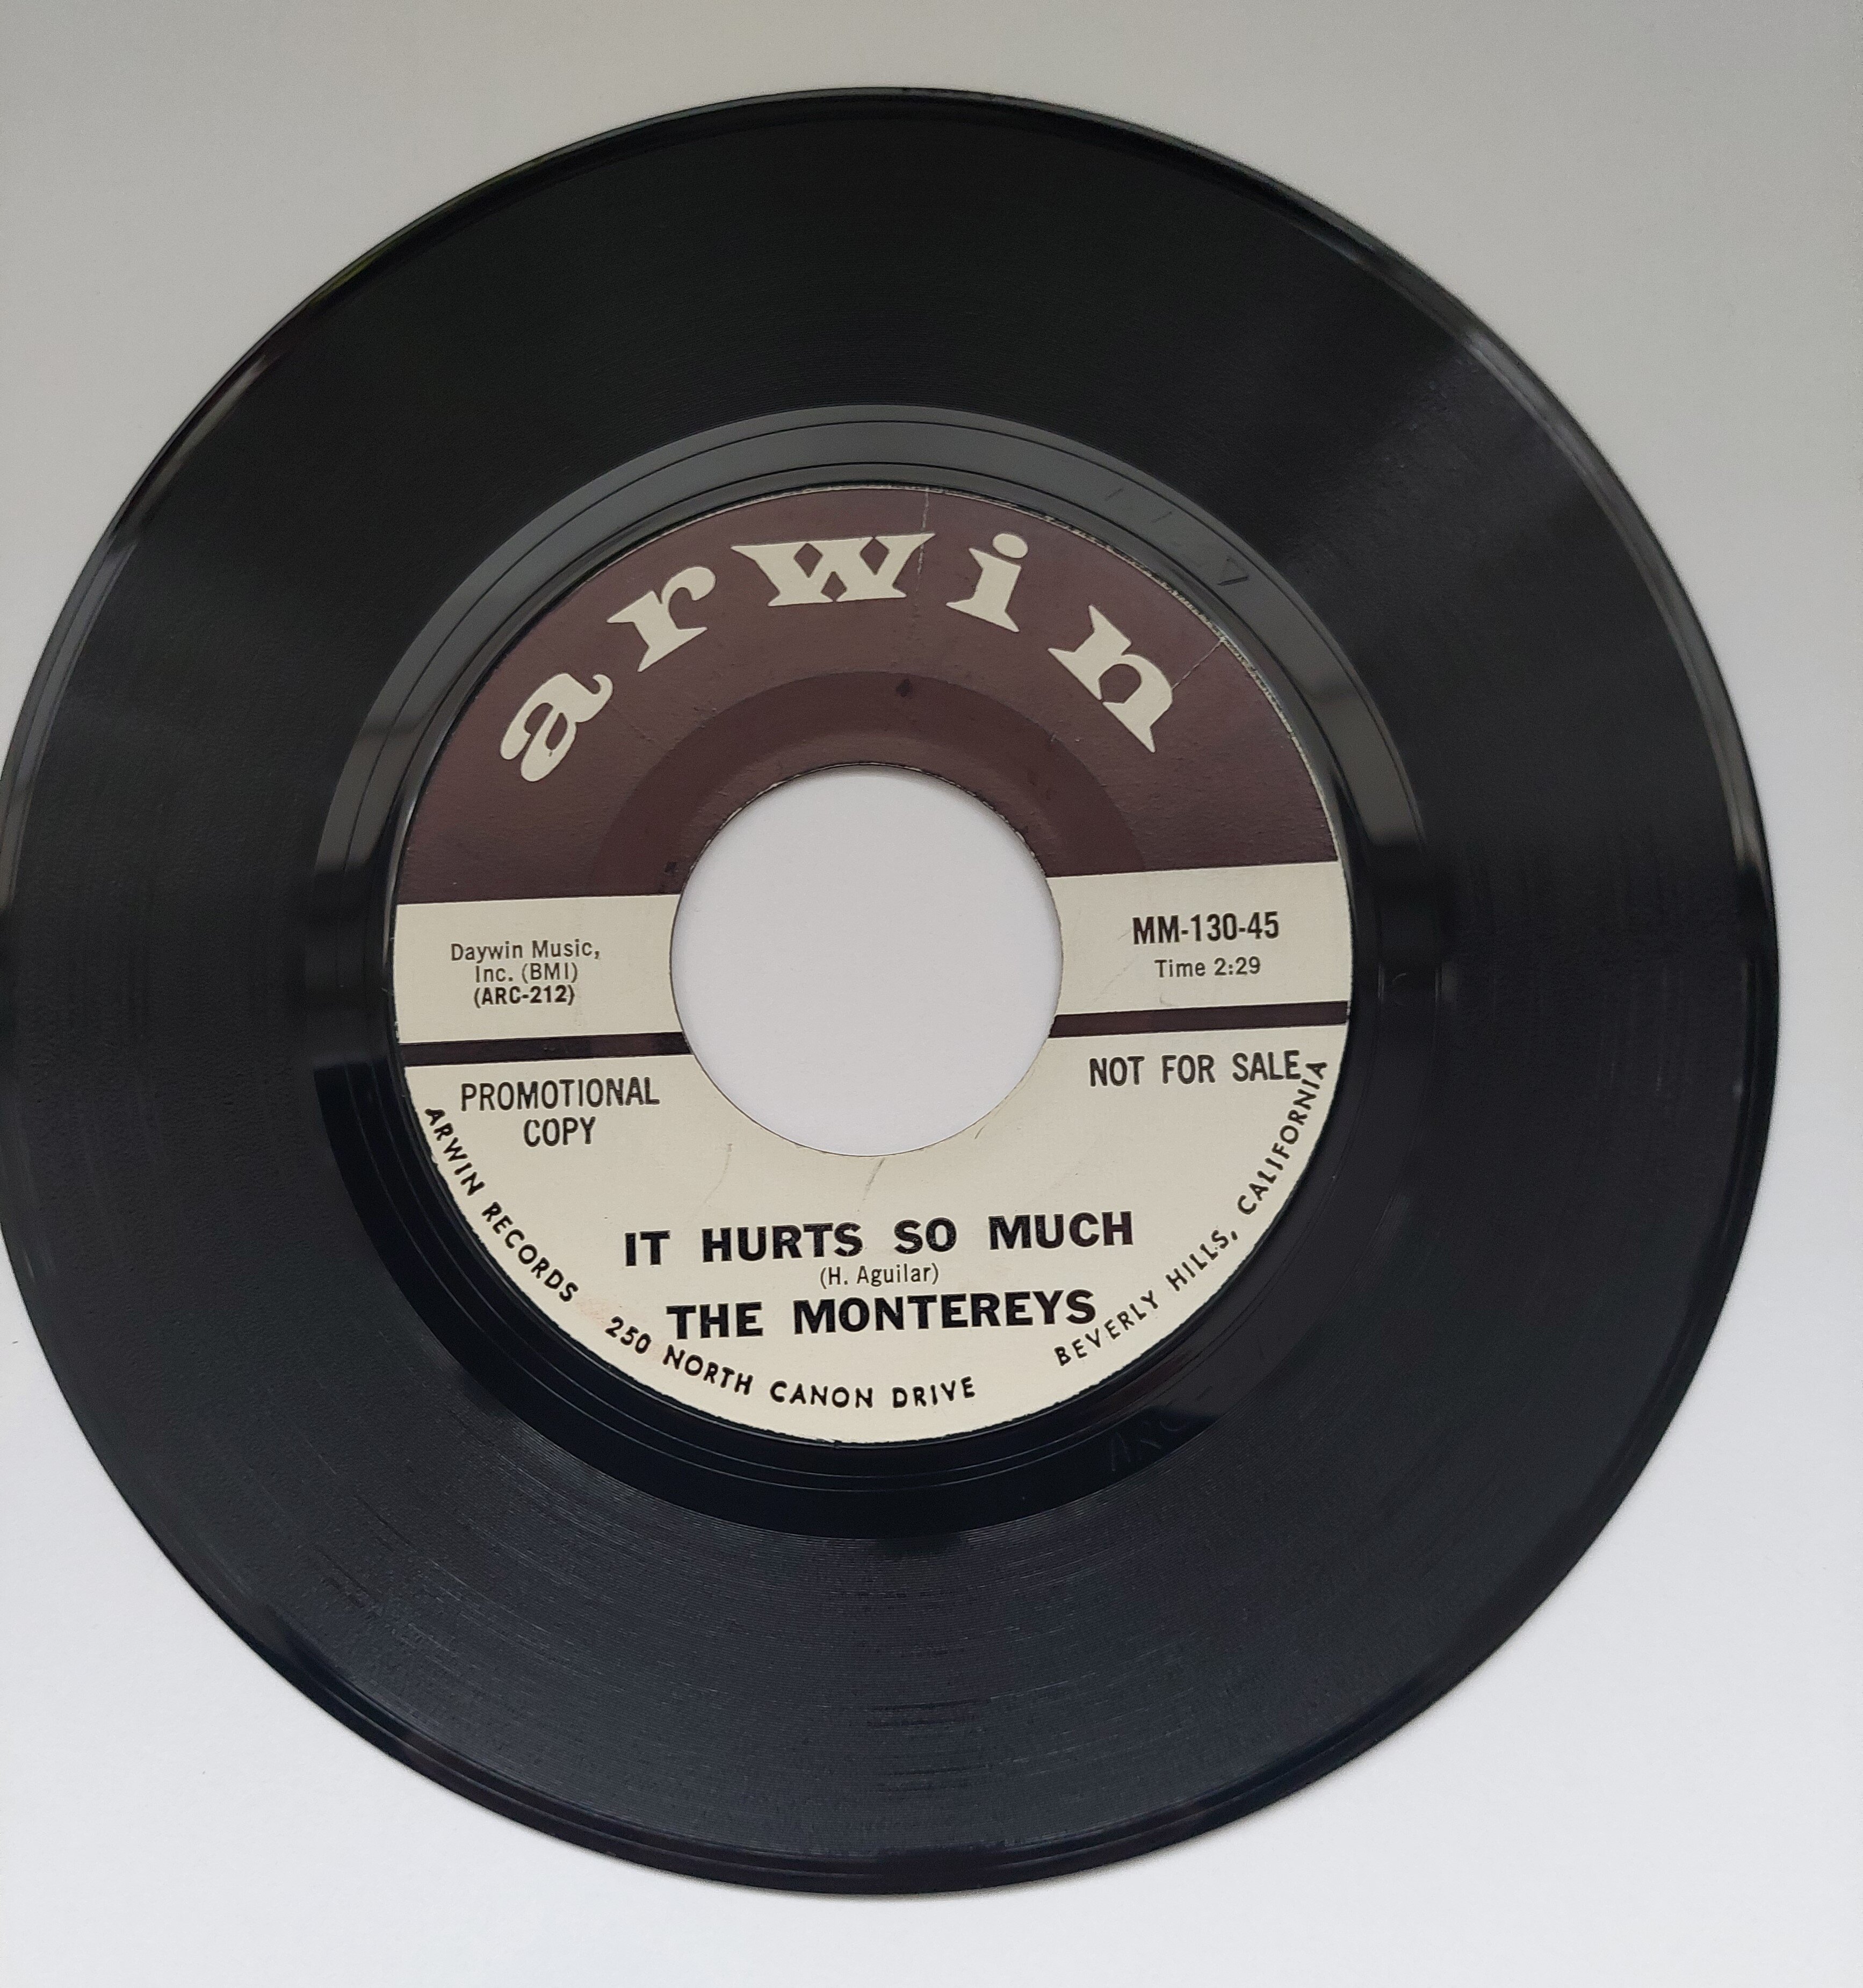 arwin
Daywin Music,
Inc. (BMI)
(ARC-212)
MM-130-45
Time 2:29
PROMOTIONAL
COPY
NOT FOR SALE
IT HURTS SO MUCH
(H. Aguilar)
THE MONTEREYS
ARWIN RECORDS 250 NORTH CANON DRIVE BEVERLY HILLS, CALIFORNIA